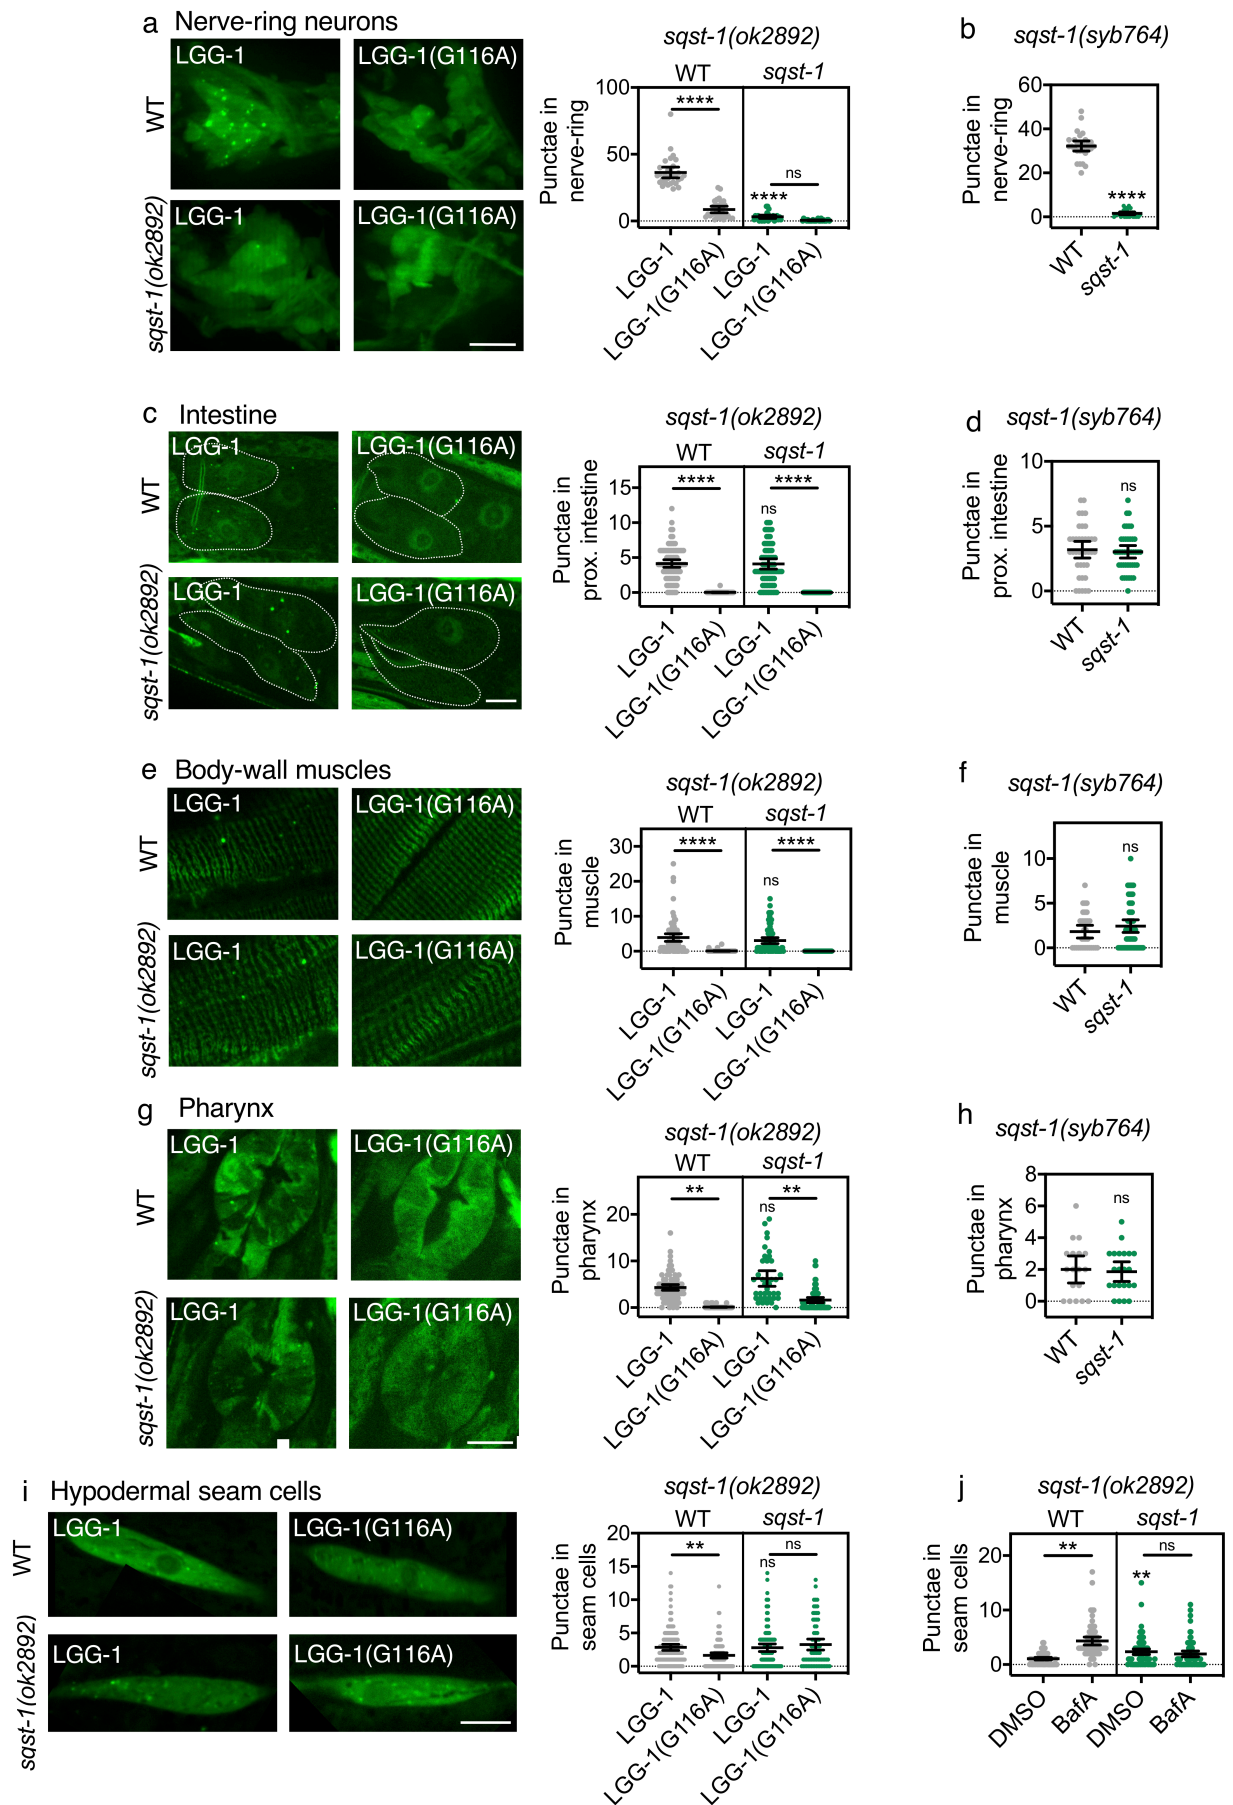 a Nerve-ring neurons
LGG-1
LGG-1(G116A)
WT
LGG-1
LGG-1(G116A)
sqst-1(ok2892)
sqst-1(ok2892)
WT sqst-1
Punctae in
nerve-ring
100
50
0
****
****
ns
LGG-1
LGG-1(G116A)
LGG-1
LGG-1(G116A)
b sqst-1(syb764)
Punctae in
nerve-ring
60
40
20
0
****
WT
sqst-1
c Intestine
LGG-1
LGG-1(G116A)
WT
LGG-1
LGG-1(G116A)
sqst-1(ok2892)
sqst-1(ok2892)
WT sqst-1
Punctae in
prox. intestine
15
10
5
0
****
ns
****
LGG-1
LGG-1(G116A)
LGG-1
LGG-1(G116A)
d sqst-1(syb764)
Punctae in
prox. intestine
10
5
0
ns
WT
sqst-1
e Body-wall muscles
LGG-1
LGG-1(G116A)
WT
LGG-1
LGG-1(G116A)
sqst-1(ok2892)
sqst-1(ok2892)
WT sqst-1
Punctae in
muscle
30
20
10
0
****
ns
****
LGG-1
LGG-1(G116A)
LGG-1
LGG-1(G116A)
f sqst-1(syb764)
Punctae in
muscle
10
5
0
ns
WT
sqst-1
g Pharynx
LGG-1
LGG-1(G116A)
WT
LGG-1
LGG-1(G116A)
sqst-1(ok2892)
sqst-1(ok2892)
WT sqst-1
Punctae in
pharynx
20
10
0
**
ns
**
LGG-1
LGG-1(G116A)
LGG-1
LGG-1(G116A)
h sqst-1(syb764)
Punctae in
pharynx
8
6
4
2
0
ns
WT
sqst-1
i Hypodermal seam cells
LGG-1
LGG-1(G116A)
WT
LGG-1
LGG-1(G116A)
sqst-1(ok2892)
sqst-1(ok2892)
WT sqst-1
Punctae in
seam cells
20
15
10
5
0
**
ns
ns
LGG-1
LGG-1(G116A)
LGG-1
LGG-1(G116A)
j sqst-1(ok2892)
WT sqst-1
Punctae in
seam cells
20
10
0
**
**
ns
DMSO
BafA
DMSO
BafA